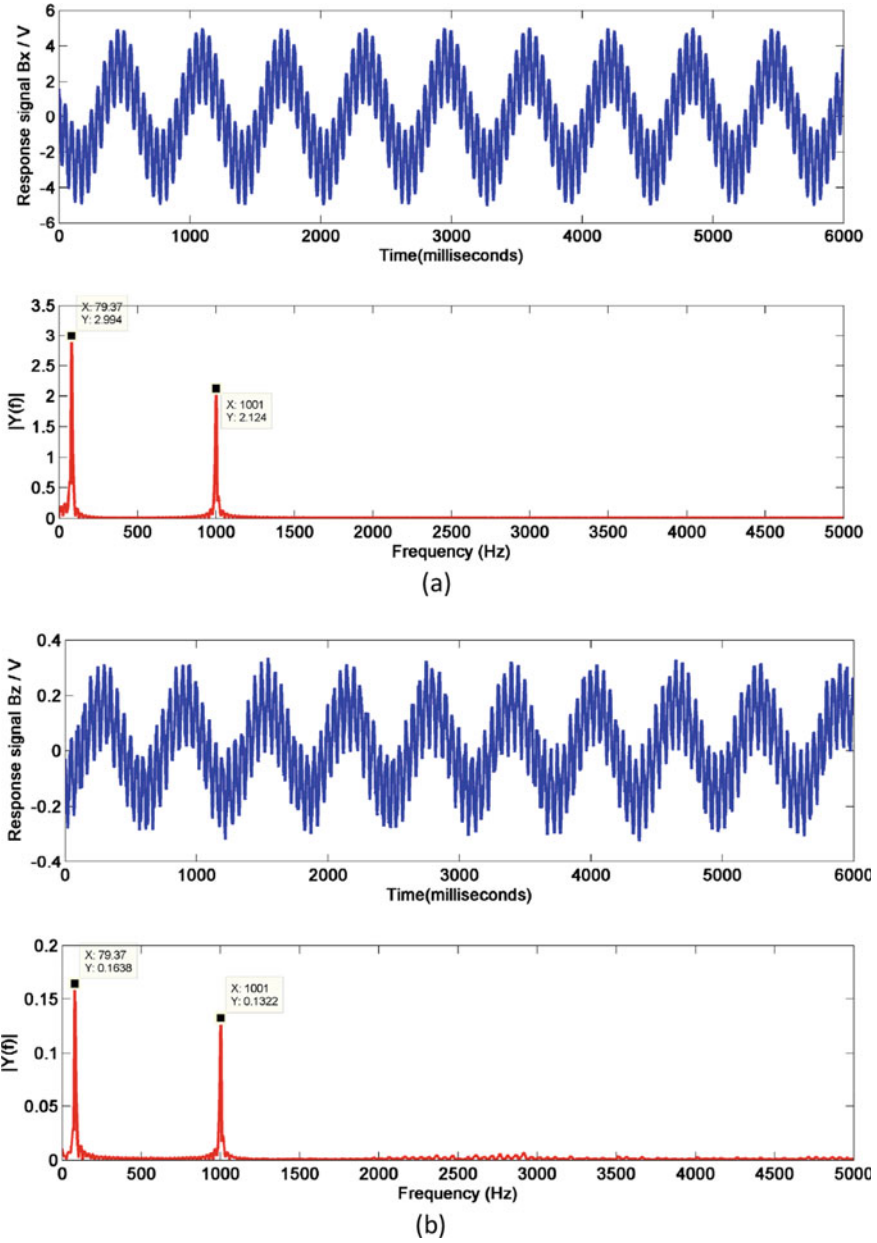 Response signal Bx / V
6
4
2
0
-2
-4
-6
0 1000 2000 3000 4000 5000 6000
Time(milliseconds)
|Y(f)|
3.5
3
2.5
2
1.5
1
0.5
0
X: 79.37
Y: 2.994
X: 1001
Y: 2.124
0 500 1000 1500 2000 2500 3000 3500 4000 4500 5000
Frequency (Hz)
(a)
Response signal Bz / V
0.4
0.2
0
-0.2
-0.4
0 1000 2000 3000 4000 5000 6000
Time(milliseconds)
|Y(f)|
0.2
0.15
0.1
0.05
0
X: 79.37
Y: 0.1638
X: 1001
Y: 0.1322
0 500 1000 1500 2000 2500 3000 3500 4000 4500 5000
Frequency (Hz)
(b)